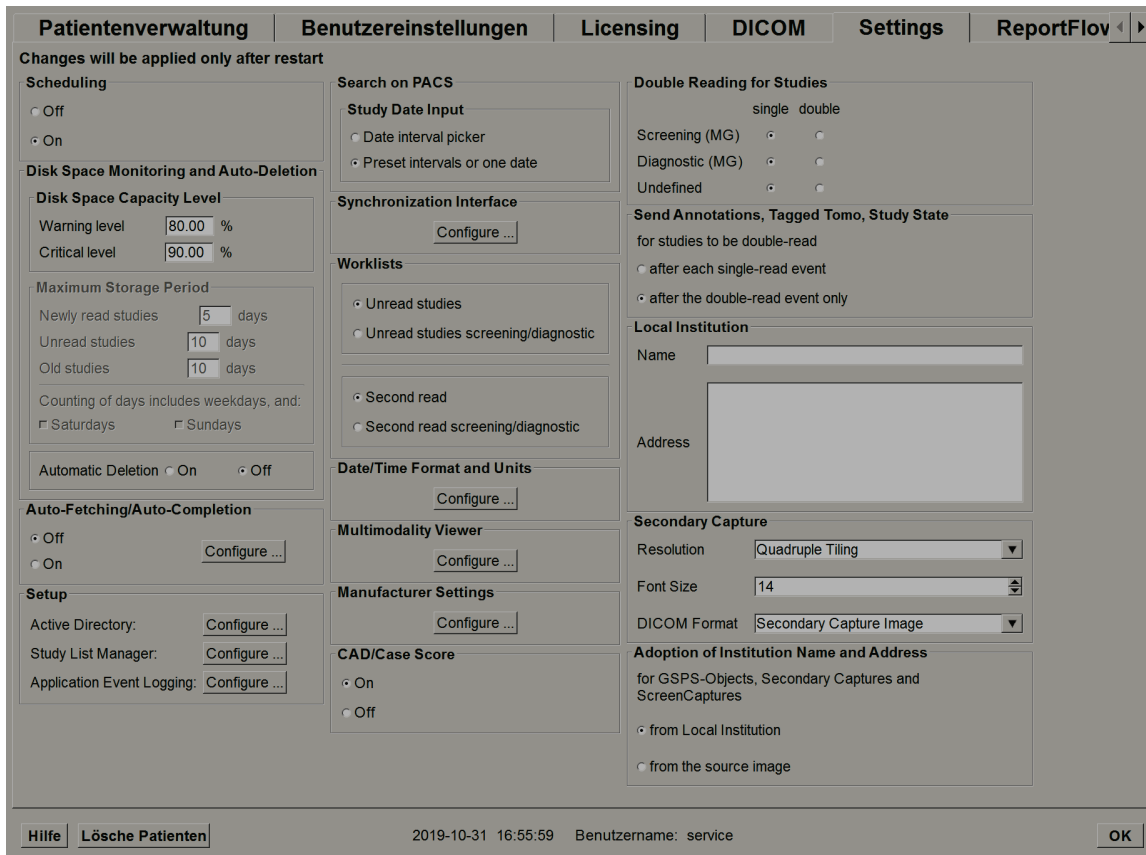 Patientenverwaltung Benutzereinstellungen Licensing DICOM Settings ReportFlov
Changes will be applied only after restart
Scheduling
Off
On
Disk Space Monitoring and Auto-Deletion
Disk Space Capacity Level
Warning level 80.00 %
Critical level 90.00 %
Maximum Storage Period
Newly read studies 5 days
Unread studies 10 days
Old studies 10 days
Counting of days includes weekdays, and:
Saturdays Sundays
Automatic Deletion On Off
Auto-Fetching/Auto-Completion
Off
On
Configure ...
Setup
Active Directory: Configure ...
Study List Manager: Configure ...
Application Event Logging: Configure ...
Search on PACS
Study Date Input
Date interval picker
Preset intervals or one date
Synchronization Interface
Configure ...
Worklists
Unread studies
Unread studies screening/diagnostic
Second read
Second read screening/diagnostic
Date/Time Format and Units
Configure ...
Multimodality Viewer
Configure ...
Manufacturer Settings
Configure ...
CAD/Case Score
On
Off
Double Reading for Studies
single double
Screening (MG)
Diagnostic (MG)
Undefined
Send Annotations, Tagged Tomo, Study State
for studies to be double-read
after each single-read event
after the double-read event only
Local Institution
Name
Address
Secondary Capture
Resolution Quadruple Tiling
Font Size 14
DICOM Format Secondary Capture Image
Adoption of Institution Name and Address
for GSPS-Objects, Secondary Captures and
ScreenCaptures
from Local Institution
from the source image
Hilfe Lösche Patienten 2019-10-31 16:55:59 Benutzername: service OK